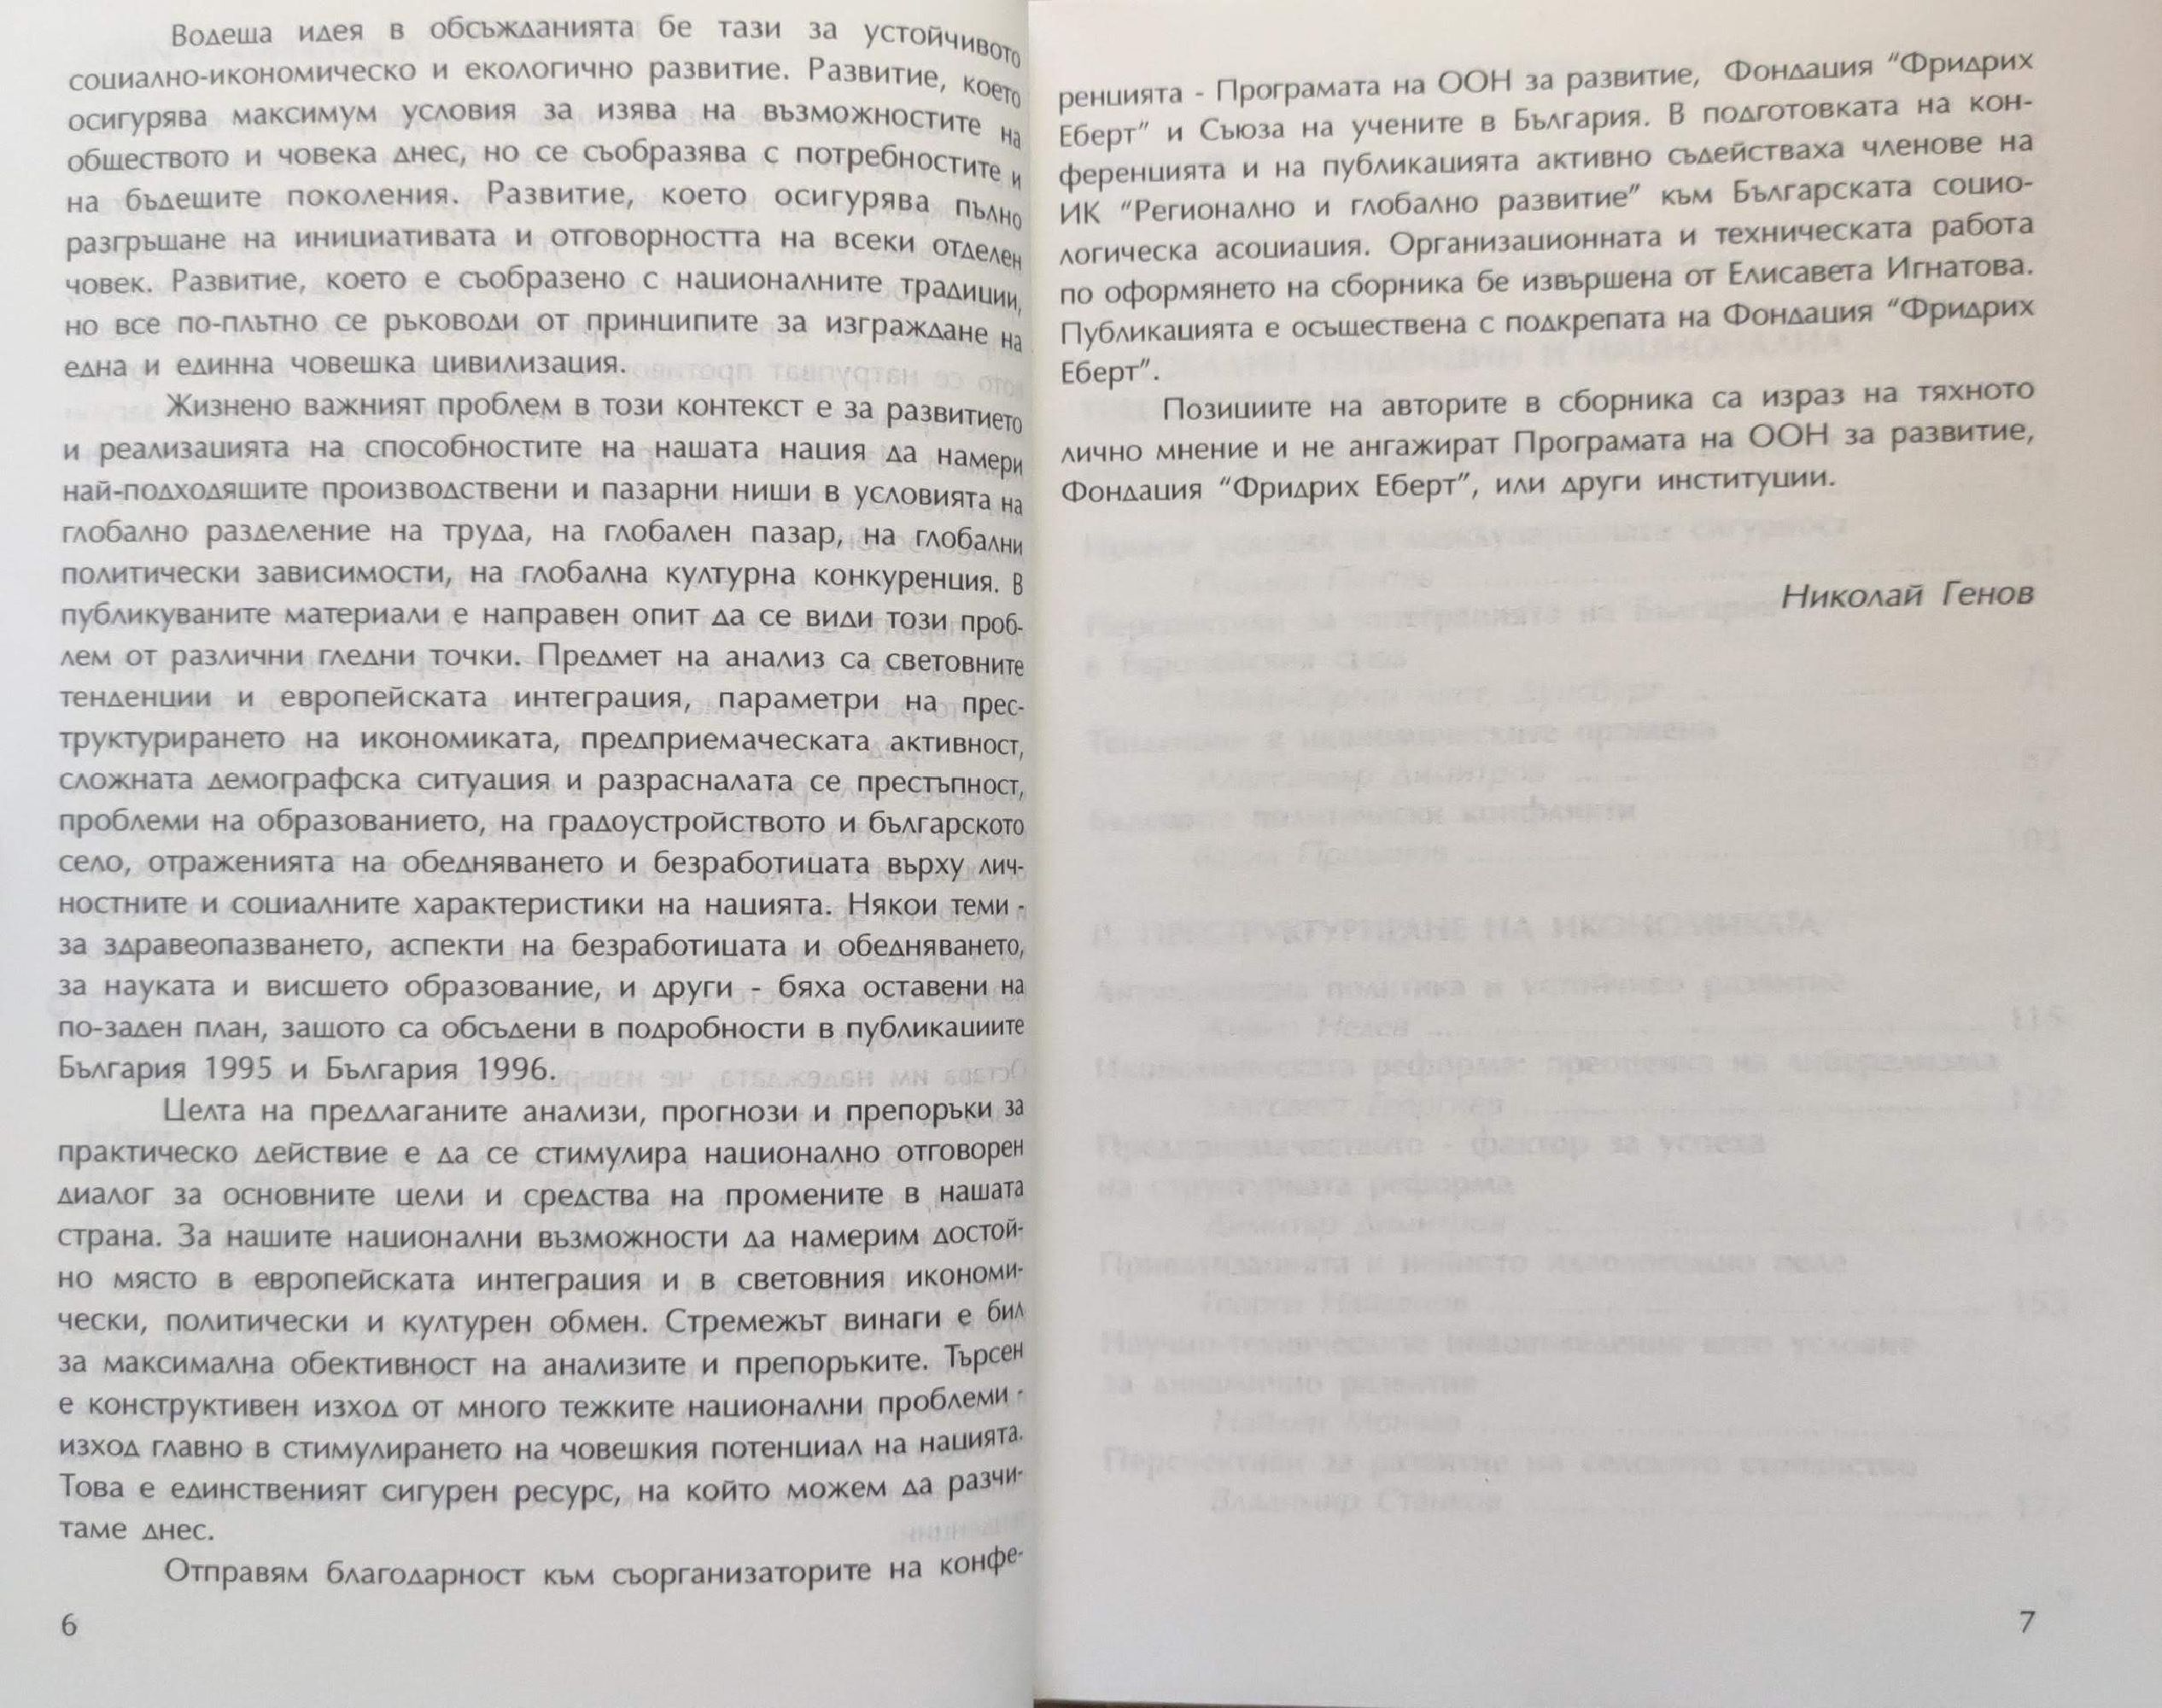 Водеща идея в обсъжданията бе тази за устойчивото
социално-икономическо и екологично развитие. Развитие, което
осигурява максимум условия за изява на възможностите на
обществото и човека днес, но се съобразява с потребностите и
на бъдещите поколения. Развитие, което осигурява пълно
разгръщане на инициативата и отговорността на всеки отделен
човек. Развитие, което е съобразено с националните традиции,
но все по-плътно се ръководи от принципите за изграждане на
една и единна човешка цивилизация.
Жизнено важният проблем в този контекст е за развитието
и реализацията на способностите на нашата нация да намери
най-подходящите производствени и пазарни ниши в условията на
глобално разделение на труда, на глобален пазар, на глобални
политически зависимости, на глобална културна конкуренция. В
публикуваните материали е направен опит да се види този проб-
лем от различни гледни точки. Предмет на анализ са световните
тенденции и европейската интеграция, параметри на прес-
труктурирането на икономиката, предприемаческата активност,
сложната демографска ситуация и разрасналата се престъпност,
проблеми на образованието, на градоустройството и българското
село, отраженията на обедняването и безработицата върху лич-
ностните и социалните характеристики на нацията. Някои теми -
за здравеопазването, аспекти на безработицата и обедняването,
за науката и висшето образование, и други - бяха оставени на
по-заден план, защото са обсъдени в подробности в публикациите
България 1995 и България 1996.
Целта на предлаганите анализи, прогнози и препоръки за
практическо действие е да се стимулира национално отговорен
диалог за основните цели и средства на промените в нашата
страна. За нашите национални възможности да намерим достой-
но място в европейската интеграция и в световния икономи-
чески, политически и културен обмен. Стремежът винаги е бил
за максимална обективност на анализите и препоръките. Търсен
е конструктивен изход от много тежките национални проблеми -
изход главно в стимулирането на човешкия потенциал на нацията.
Това е единственият сигурен ресурс, на който можем да разчи-
таме днес.
Отправям благодарност към съорганизаторите на конфе-
6
ренцията - Програмата на ООН за развитие, Фондация "Фридрих
Еберт" и Съюза на учените в България. В подготовката на кон-
ференцията и на публикацията активно съдействаха членове на
ИК "Регионално и глобално развитие" към Българската социо-
логическа асоциация. Организационната и техническата работа
по оформянето на сборника бе извършена от Елисавета Игнатова.
Публикацията е осъществена с подкрепата на Фондация "Фридрих
Еберт".
Позициите на авторите в сборника са израз на тяхното
лично мнение и не ангажират Програмата на ООН за развитие,
Фондация "Фридрих Еберт", или други институции.
Николай Генов
7